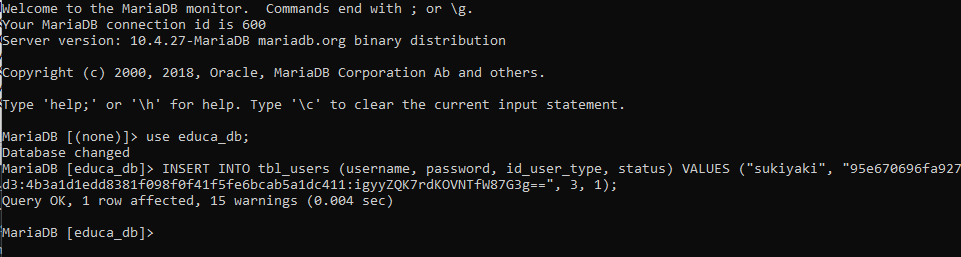 Welcome to the MariaDB monitor.  Commands end with ; or \g.
Your MariaDB connection id is 600
Server version: 10.4.27-MariaDB mariadb.org binary distribution
Copyright (c) 2000, 2018, Oracle, MariaDB Corporation Ab and others.
Type 'help;' or '\h' for help. Type '\c' to clear the current input statement.
MariaDB [(none)]> use educa_db;
Database changed
MariaDB [educa_db]> INSERT INTO tbl_users (username, password, id_user_type, status) VALUES ("sukiyaki", "95e670696fa927
d3:4b3a1d1edd8381f098f0f41f5fe6bcab5a1dc411:igyyZQK7rdKOVNTfW87G3g==", 3, 1);
Query OK, 1 row affected, 15 warnings (0.004 sec)
MariaDB [educa_db]>